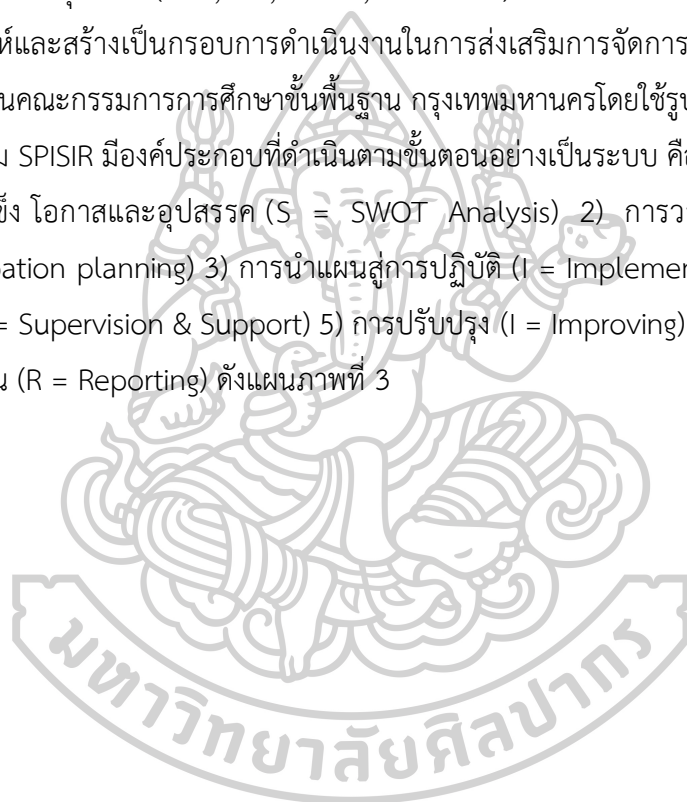 ห์และสร้างเป็นกรอบการดำเนินงานในการส่งเสริมการจัดการ
นคณะกรรมการการศึกษาขั้นพื้นฐาน กรุงเทพมหานครโดยใช้รูป
ม SPISIR มีองค์ประกอบที่ดำเนินตามขั้นตอนอย่างเป็นระบบ คือ
ข็ง โอกาสและอุปสรรค (S = SWOT Analysis) 2) การวา
pation planning) 3) การนำแผนสู่การปฏิบัติ (I = Implemen
= Supervision & Support) 5) การปรับปรุง (I = Improving)
น (R = Reporting) ดังแผนภาพที่ 3
มหาวิทยาลัยศิลปากร